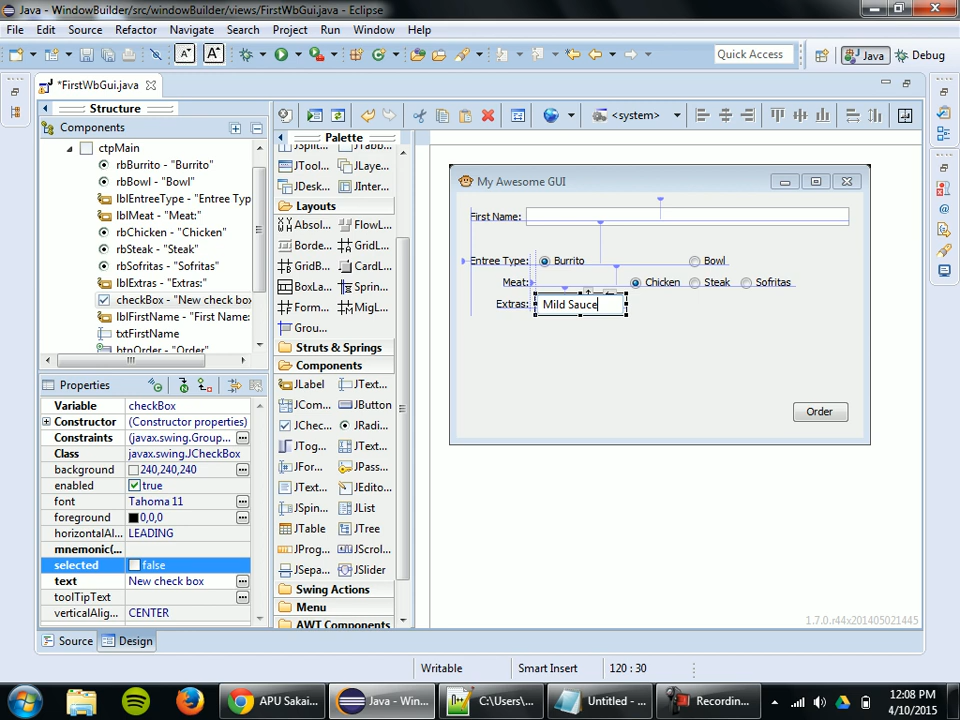 Java - WindowBuilder/src/windowBuilder/views/FirstWbGui.java - Eclipse
File Edit Source Refactor Navigate Search Project Run Window Help
Quick Access Java Debug
*FirstWbGui.java
Structure
Components
ctpMain
rbBurrito - "Burrito"
rbBowl - "Bowl"
lblEntreeType - "Entree Typ
lblMeat - "Meat:"
rbChicken - "Chicken"
rbSteak - "Steak"
rbSofritas - "Sofritas"
lblExtras - "Extras:"
checkBox - "New check box
lblFirstName - "First Name:
txtFirstName
btnOrder - "Order"
Properties
Variable checkBox
Constructor (Constructor properties)
Constraints (javax.swing.Group...
Class javax.swing.JCheckBox
background 240,240,240
enabled true
font Tahoma 11
foreground 0,0,0
horizontalAl... LEADING
mnemonic(...
selected false
text New check box
toolTipText
verticalAlig... CENTER
Source Design
Palette
JSplit... JTabb...
JTool... JLaye...
JDesk... JInter...
Layouts
Absol... FlowL...
Borde... GridL...
GridB... CardL...
BoxLa... Sprin...
Form... MigL...
Grou...
Struts & Springs
Components
JLabel JText...
JCom... JButton
JChec... JRadi...
JTog... JText...
JFor... JPass...
JText... JEdito...
JSpin... JList
JTable JTree
JProg... JScrol...
JSepa... JSlider
Swing Actions
Menu
AWT Components
<system>
My Awesome GUI
First Name:
Entree Type: Burrito Bowl
Meat: Chicken Steak Sofritas
Extras: Mild Sauce
Order
1.7.0.r44x201405021445
Writable Smart Insert 120 : 30
APU Sakai... Java - Win... C:\Users\... Untitled - ... Recordin...
12:08 PM
4/10/2015